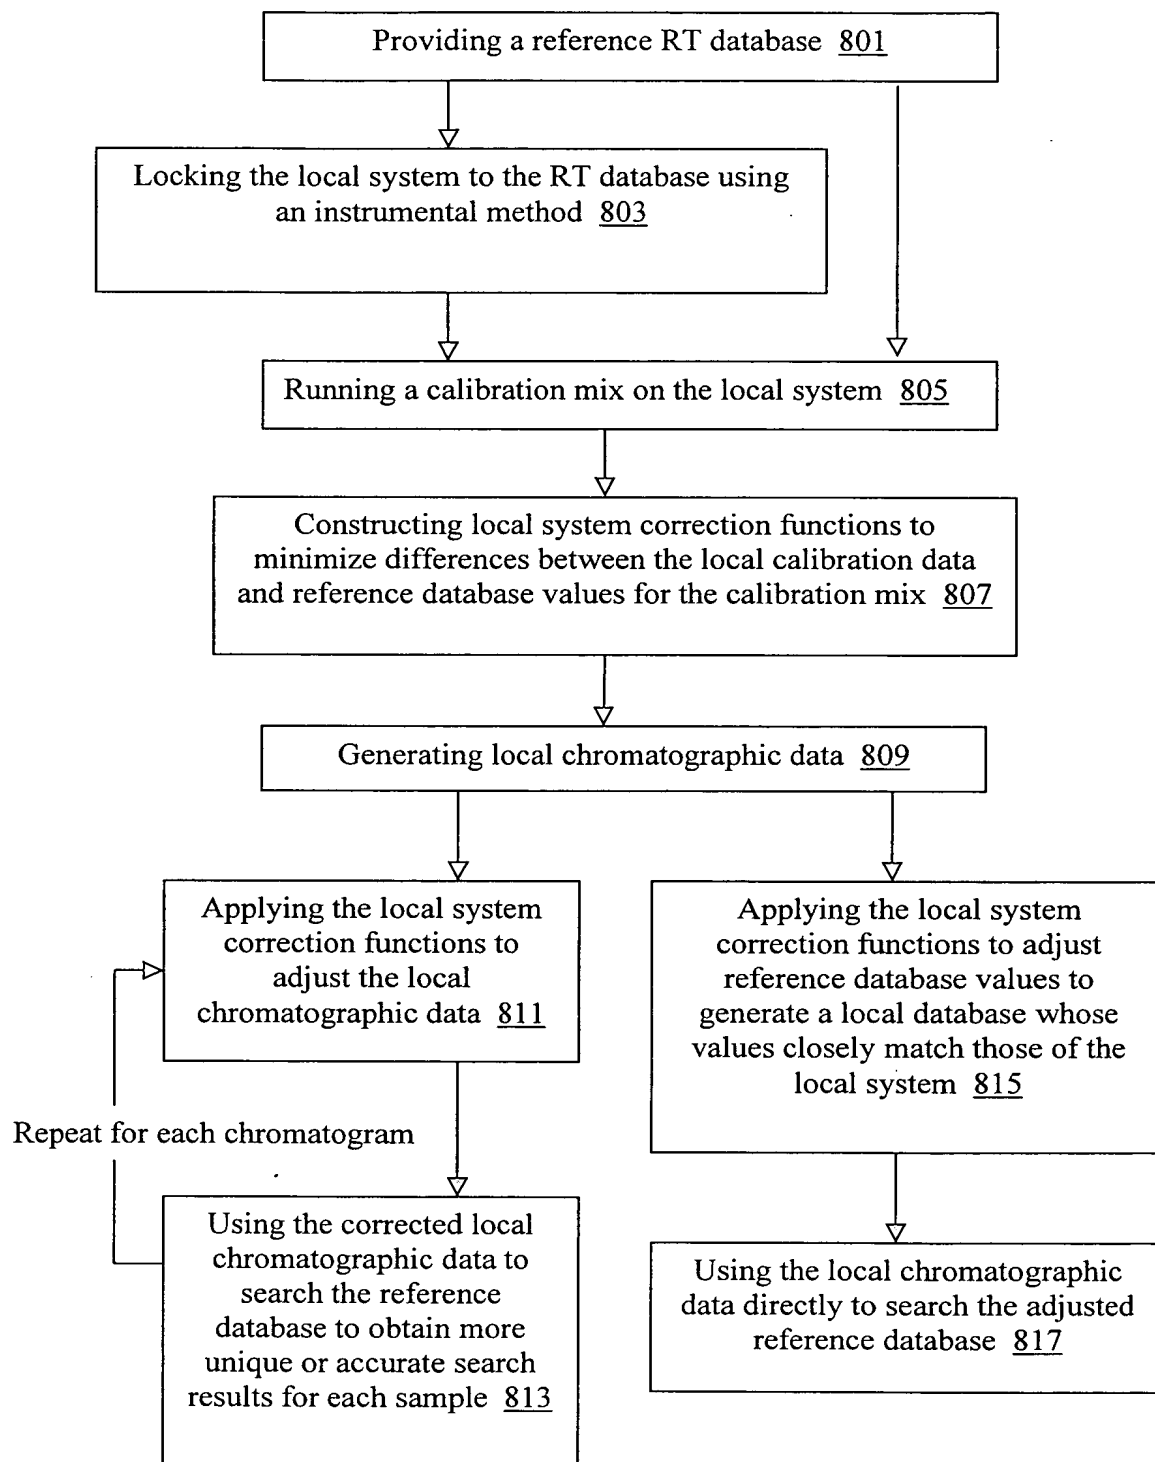 Providing a reference RT database 801
Locking the local system to the RT database using
an instrumental method 803
Running a calibration mix on the local system 805
Constructing local system correction functions to
minimize differences between the local calibration data
and reference database values for the calibration mix 807
Generating local chromatographic data 809
Applying the local system
correction functions to
adjust the local
chromatographic data 811
Applying the local system
correction functions to adjust
reference database values to
generate a local database whose
values closely match those of the
local system 815
Repeat for each chromatogram
Using the corrected local
chromatographic data to
search the reference
database to obtain more
unique or accurate search
results for each sample 813
Using the local chromatographic
data directly to search the adjusted
reference database 817